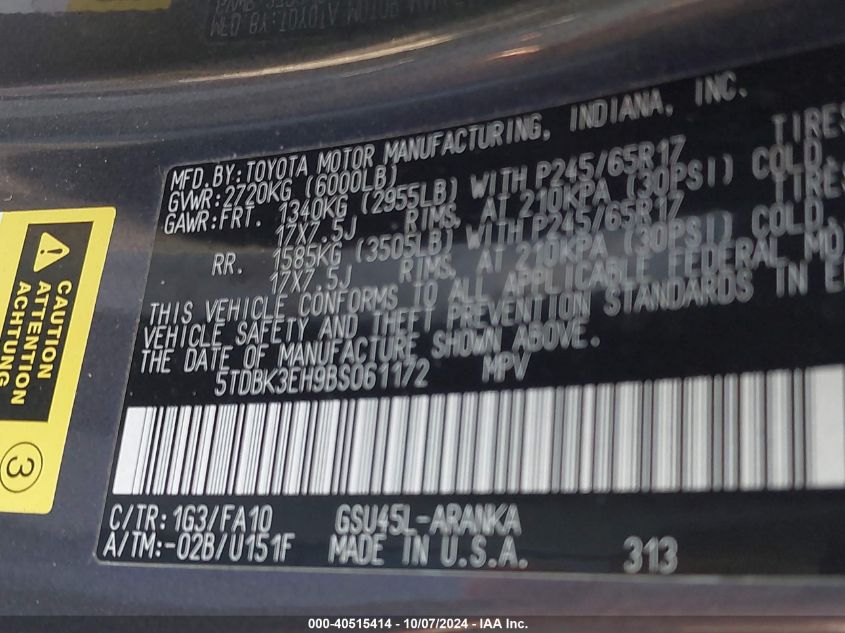 MFD. BY: TOYOTA MOTOR MANUFACTURING, INDIANA, INC.
GVWR: 2720KG (6000LB)
GAWR: FRT. 1340KG (2955LB) WITH P245/65R17 TIRES
17X7.5J RIMS, AT 210KPA (30PSI) COLD.
RR. 1585KG (3505LB) WITH P245/65R17 TIRES
17X7.5J RIMS, AT 210KPA (30PSI) COLD.
THIS VEHICLE CONFORMS TO ALL APPLICABLE FEDERAL MO
VEHICLE SAFETY AND THEFT PREVENTION STANDARDS IN E
THE DATE OF MANUFACTURE SHOWN ABOVE.
5TDBK3EH9BS061172 MPV
C/TR: 1G3/FA10 GSU45L-ARANKA
A/TM:-02B/U151F MADE IN U.S.A. 313
CAUTION
ATTENTION
ACHTUNG
3
000-40515414 - 10/07/2024 - IAA Inc.